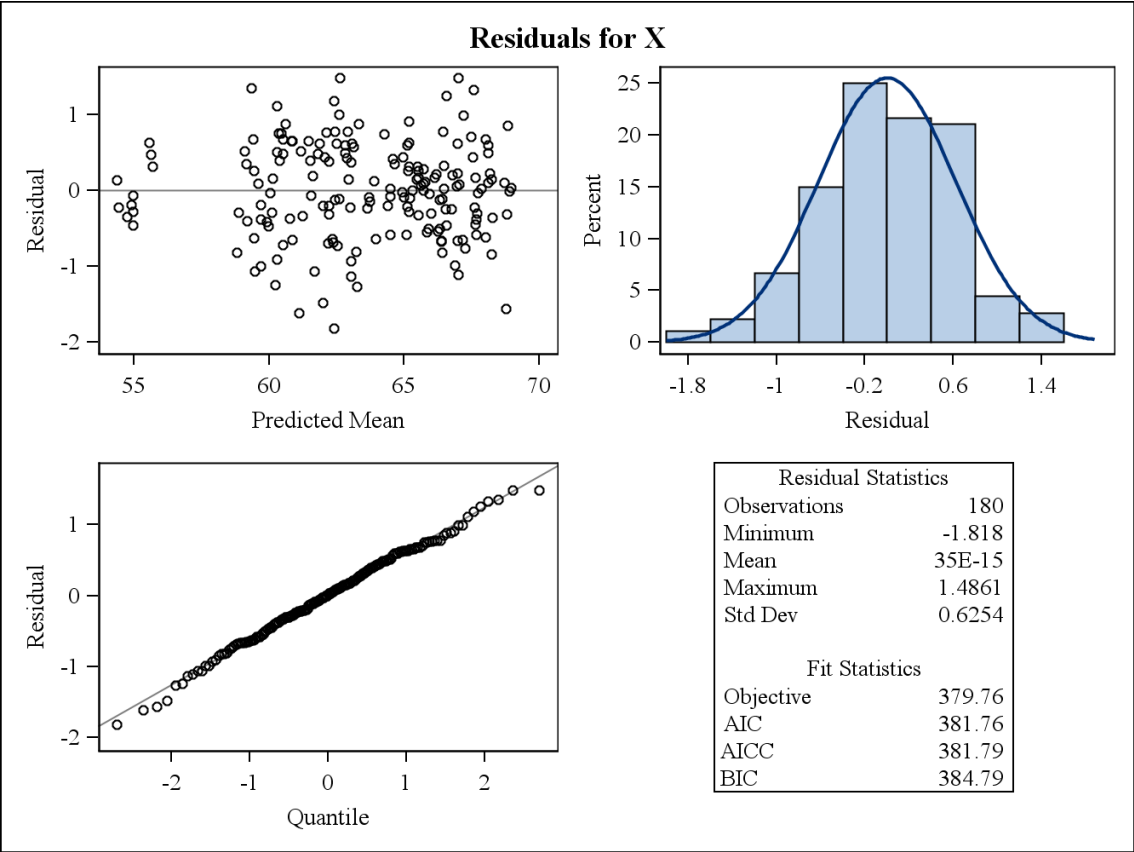 Residuals for X
1
0
-1
-2
Residual
55 60 65 70
Predicted Mean
25
20
15
10
5
0
Percent
-1.8 -1 -0.2 0.6 1.4
Residual
1
0
-1
-2
Residual
-2 -1 0 1 2
Quantile
Residual Statistics
Observations 180
Minimum -1.818
Mean 35E-15
Maximum 1.4861
Std Dev 0.6254
Fit Statistics
Objective 379.76
AIC 381.76
AICC 381.79
BIC 384.79